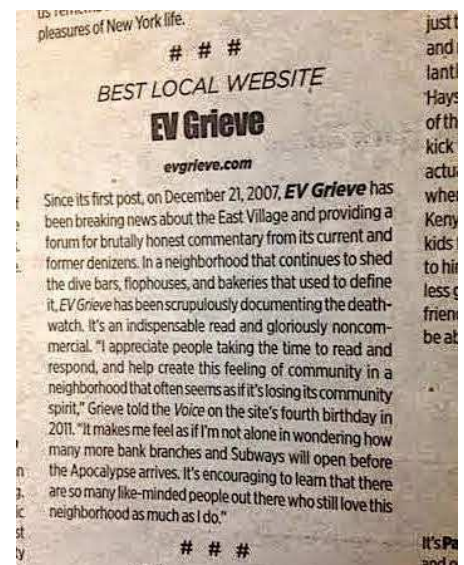 pleasures of New York life.
# # #
BEST LOCAL WEBSITE
EV Grieve
evgrieve.com
Since its first post, on December 21, 2007, EV Grieve has
been breaking news about the East Village and providing a
forum for brutally honest commentary from its current and
former denizens. In a neighborhood that continues to shed
the dive bars, flophouses, and bakeries that used to define
it, EV Grieve has been scrupulously documenting the death-
watch. It's an indispensable read and gloriously noncom-
mercial. "I appreciate people taking the time to read and
respond, and help create this feeling of community in a
neighborhood that often seems as if it's losing its community
spirit," Grieve told the Voice on the site's fourth birthday in
2011. "It makes me feel as if I'm not alone in wondering how
many more bank branches and Subways will open before
the Apocalypse arrives. It's encouraging to learn that there
are so many like-minded people out there who still love this
neighborhood as much as I do."
# # #
just
and
of th
kick
when
kids
to hi
less
be ab
It's Pa